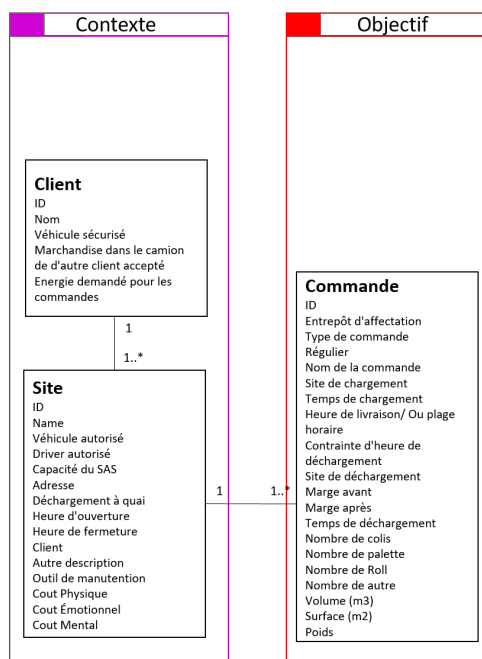 Contexte
Objectif
Client
ID
Nom
Véhicule sécurisé
Marchandise dans le camion
de d'autre client accepté
Energie demandé pour les
commandes
1
1..*
Site
ID
Name
Véhicule autorisé
Driver autorisé
Capacité du SAS
Adresse
Déchargement à quai
Heure d'ouverture
Heure de fermeture
Client
Autre description
Outil de manutention
Cout Physique
Cout Émotionnel
Cout Mental
1
1..*
Commande
ID
Entrepôt d'affectation
Type de commande
Régulier
Nom de la commande
Site de chargement
Temps de chargement
Heure de livraison/ Ou plage
horaire
Contrainte d'heure de
déchargement
Site de déchargement
Marge avant
Marge après
Temps de déchargement
Nombre de colis
Nombre de palette
Nombre de Roll
Nombre de autre
Volume (m3)
Surface (m2)
Poids